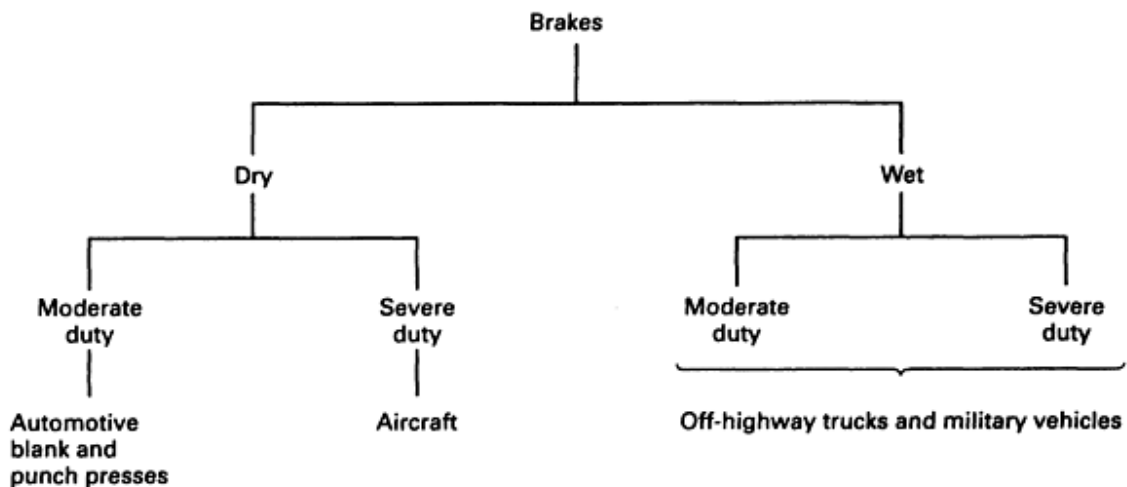 Brakes
Dry
Wet
Moderate
duty
Severe
duty
Moderate
duty
Severe
duty
Automotive
blank and
punch presses
Aircraft
Off-highway trucks and military vehicles